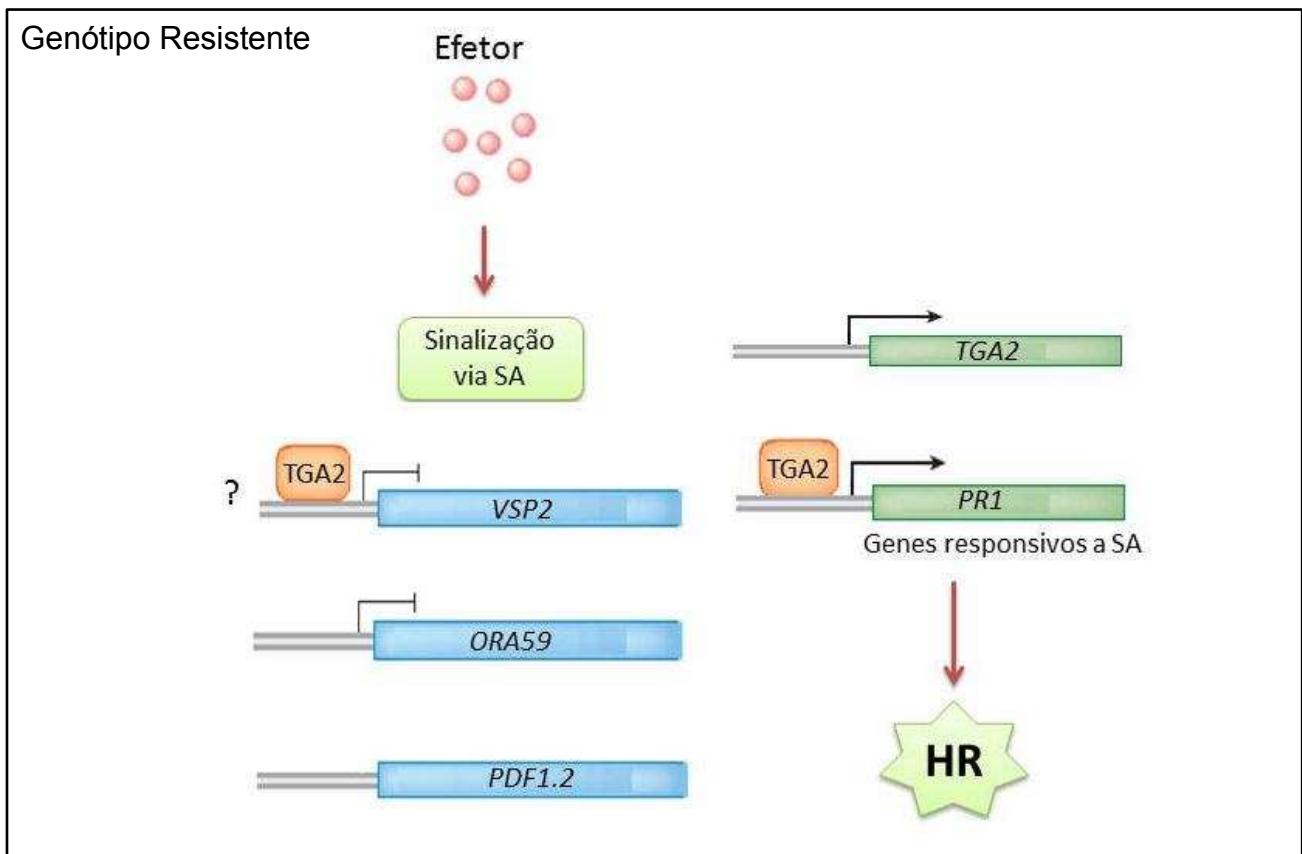 Genótipo Resistente
Efetor
Sinalização
via SA
TGA2
TGA2
?
VSP2
TGA2
PR1
Genes responsivos a SA
ORA59
PDF1.2
HR